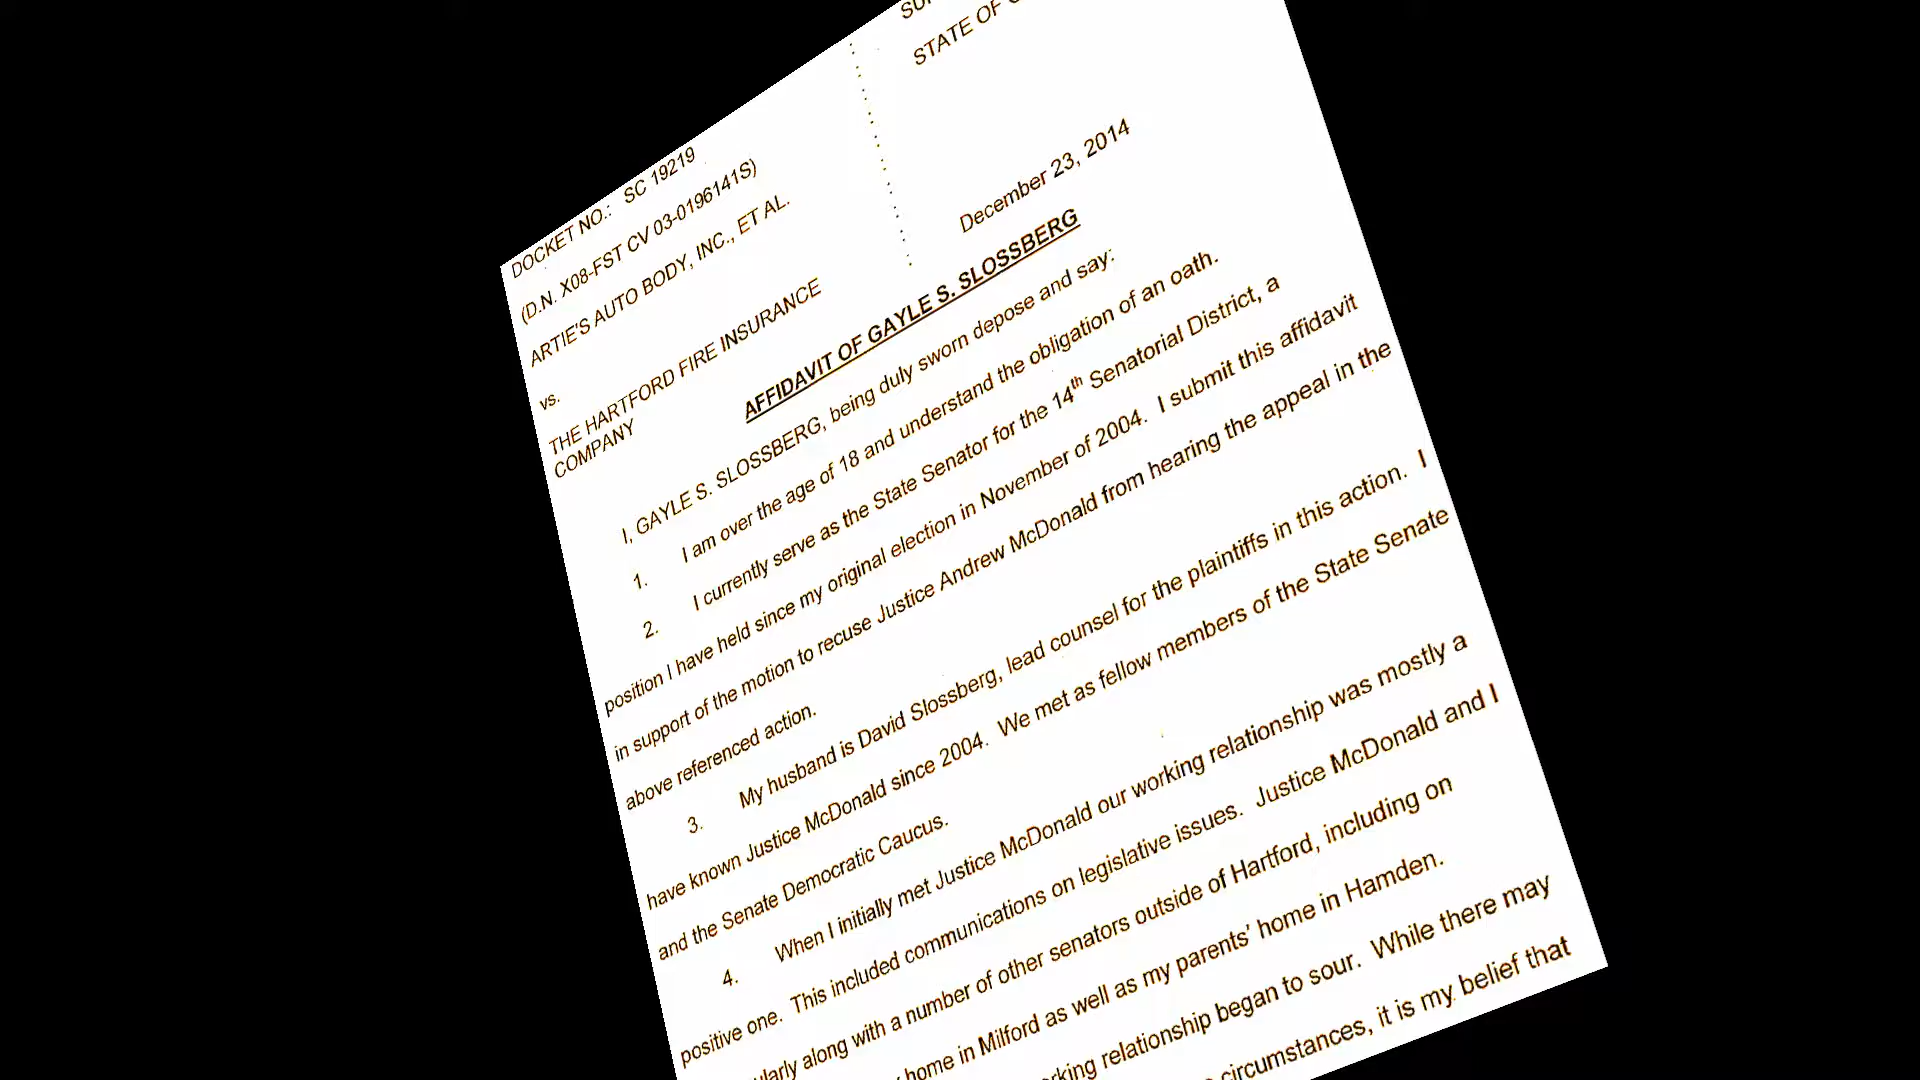 STATE OF
DOCKET NO.: SC 19219
(D.N. X08-FST CV 03-0196141S)
ARTIE'S AUTO BODY, INC., ET AL.
vs.
THE HARTFORD FIRE INSURANCE
COMPANY
December 23, 2014
AFFIDAVIT OF GAYLE S. SLOSSBERG
I, GAYLE S. SLOSSBERG, being duly sworn depose and say:
1. I am over the age of 18 and understand the obligation of an oath.
2. I currently serve as the State Senator for the 14th Senatorial District, a
position I have held since my original election in November of 2004. I submit this affidavit
in support of the motion to recuse Justice Andrew McDonald from hearing the appeal in the
above referenced action.
3. My husband is David Slossberg, lead counsel for the plaintiffs in this action. I
have known Justice McDonald since 2004. We met as fellow members of the State Senate
and the Senate Democratic Caucus.
4. When I initially met Justice McDonald our working relationship was mostly a
positive one. This included communications on legislative issues. Justice McDonald and I
along with a number of other senators outside of Hartford, including on
home in Milford as well as my parents' home in Hamden.
relationship began to sour. While there may
circumstances, it is my belief that